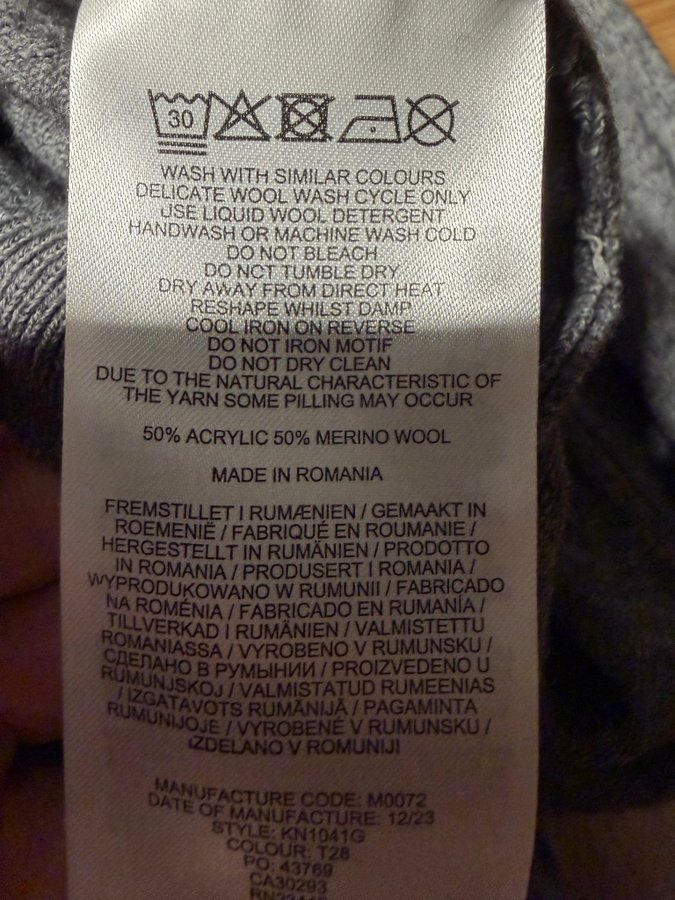 30
WASH WITH SIMILAR COLOURS
DELICATE WOOL WASH CYCLE ONLY
USE LIQUID WOOL DETERGENT
HANDWASH OR MACHINE WASH COLD
DO NOT BLEACH
DO NOT TUMBLE DRY
DRY AWAY FROM DIRECT HEAT
RESHAPE WHILST DAMP
COOL IRON ON REVERSE
DO NOT IRON MOTIF
DO NOT DRY CLEAN
DUE TO THE NATURAL CHARACTERISTIC OF
THE YARN SOME PILLING MAY OCCUR
50% ACRYLIC 50% MERINO WOOL
MADE IN ROMANIA
FREMSTILLET I RUMÆNIEN / GEMAAKT IN
ROEMENIË / FABRIQUÉ EN ROUMANIE /
HERGESTELLT IN RUMÄNIEN / PRODOTTO
IN ROMANIA / PRODUSERT I ROMANIA /
WYPRODUKOWANO W RUMUNII / FABRICADO
NA ROMÉNIA / FABRICADO EN RUMANÍA /
TILLVERKAD I RUMÄNIEN / VALMISTETTU
ROMANIASSA / VYROBENO V RUMUNSKU /
СДЕЛАНО В РУМЫНИИ / PROIZVEDENO U
RUMUNJSKOJ / VALMISTATUD RUMEENIAS
/ IZGATAVOTS RUMĀNIJĀ / PAGAMINTA
RUMUNIJOJE / VYROBENÉ V RUMUNSKU /
IZDELANO V ROMUNIJI
MANUFACTURE CODE: M0072
DATE OF MANUFACTURE: 12/23
STYLE: KN1041G
COLOUR: T28
PO: 43769
CA30293